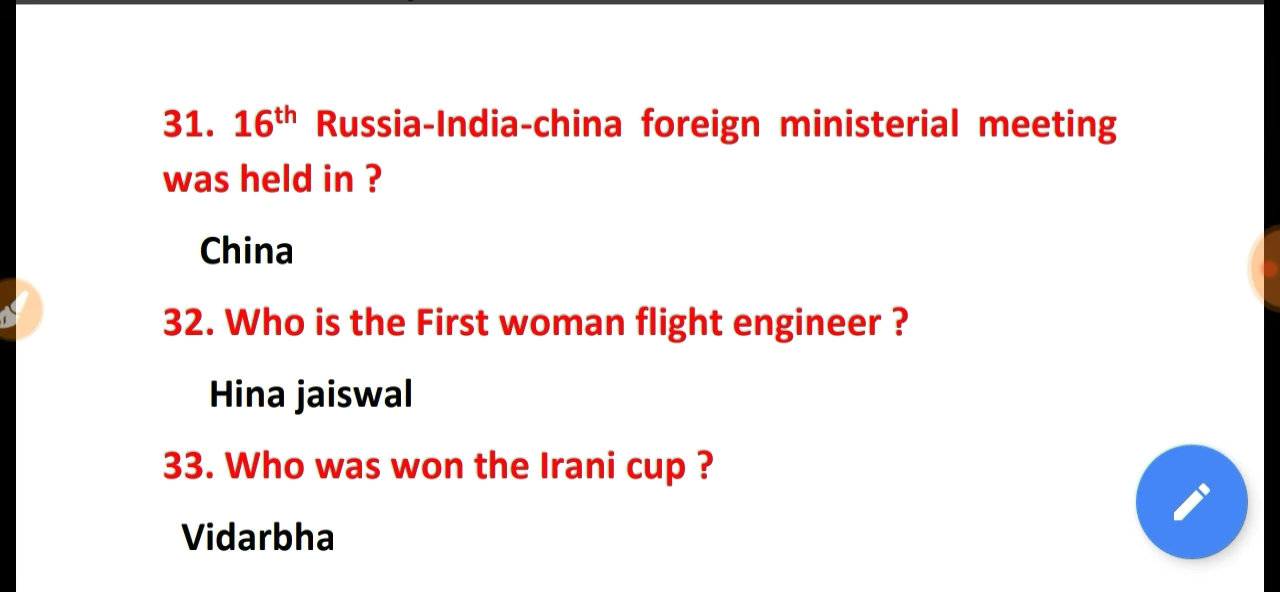 31. 16th Russia-India-china foreign ministerial meeting
was held in ?
China
32. Who is the First woman flight engineer ?
Hina jaiswal
33. Who was won the Irani cup ?
Vidarbha